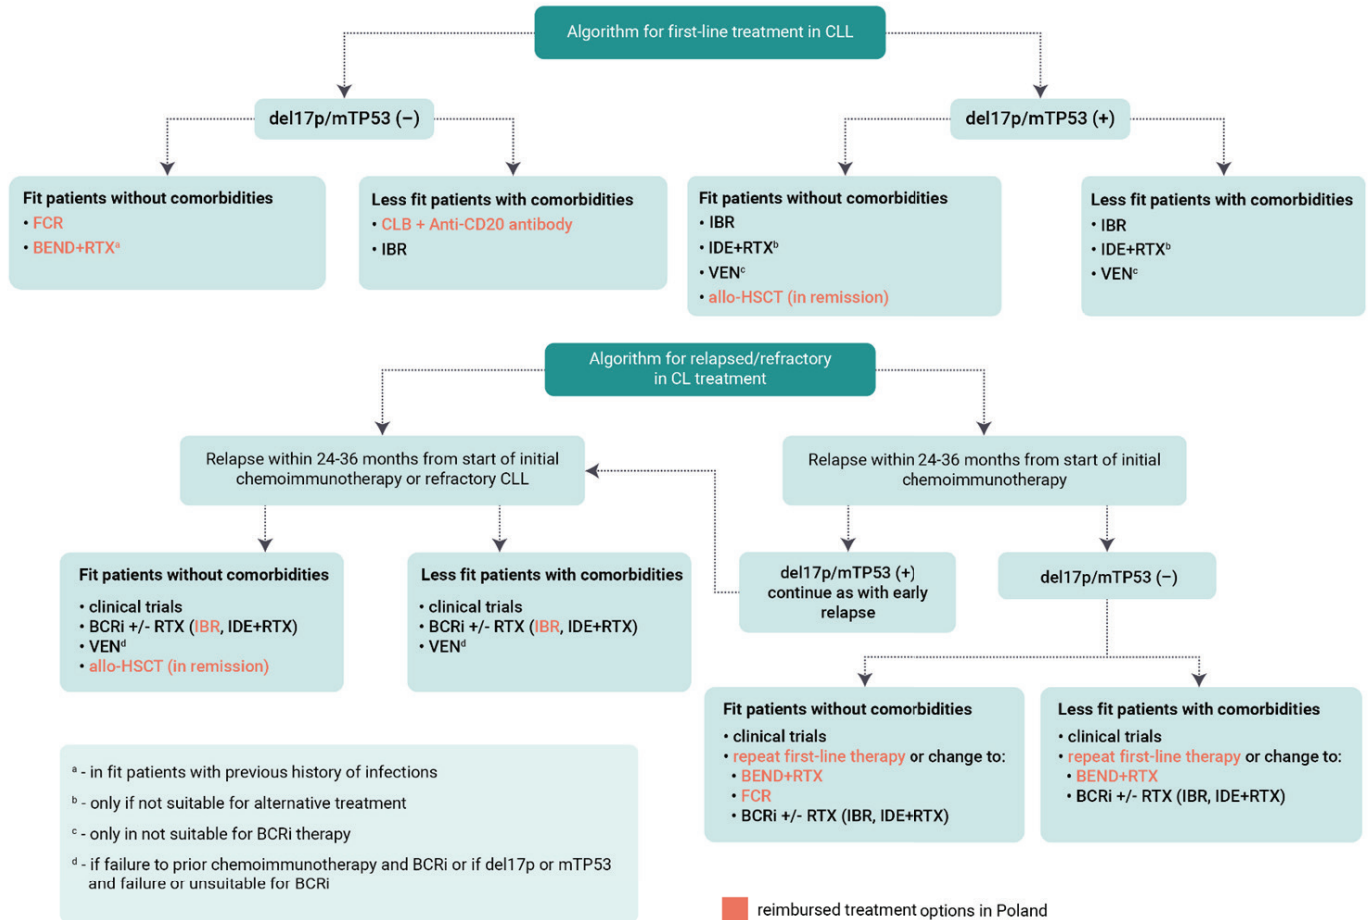 Algorithm for first-line treatment in CLL
del17p/mTP53 (–)
del17p/mTP53 (+)
Fit patients without comorbidities
• FCR
• BEND+RTXᵃ
Less fit patients with comorbidities
• CLB + Anti-CD20 antibody
• IBR
Fit patients without comorbidities
• IBR
• IDE+RTXᵇ
• VENᶜ
• allo-HSCT (in remission)
Less fit patients with comorbidities
• IBR
• IDE+RTXᵇ
• VENᶜ
Algorithm for relapsed/refractory
in CL treatment
Relapse within 24-36 months from start of initial
chemoimmunotherapy or refractory CLL
Relapse within 24-36 months from start of initial
chemoimmunotherapy
Fit patients without comorbidities
• clinical trials
• BCRi +/- RTX (IBR, IDE+RTX)
• VENᵈ
• allo-HSCT (in remission)
Less fit patients with comorbidities
• clinical trials
• BCRi +/- RTX (IBR, IDE+RTX)
• VENᵈ
del17p/mTP53 (+)
continue as with early
relapse
del17p/mTP53 (–)
Fit patients without comorbidities
• clinical trials
• repeat first-line therapy or change to:
• BEND+RTX
• FCR
• BCRi +/- RTX (IBR, IDE+RTX)
Less fit patients with comorbidities
• clinical trials
• repeat first-line therapy or change to:
• BEND+RTX
• BCRi +/- RTX (IBR, IDE+RTX)
ᵃ - in fit patients with previous history of infections
ᵇ - only if not suitable for alternative treatment
ᶜ - only in not suitable for BCRi therapy
ᵈ - if failure to prior chemoimmunotherapy and BCRi or if del17p or mTP53
and failure or unsuitable for BCRi
reimbursed treatment options in Poland